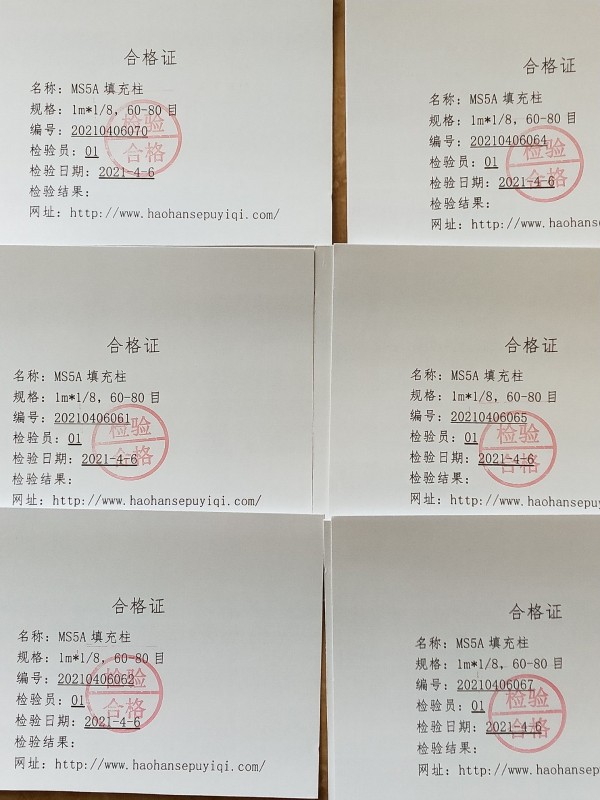 合格证
名称: MS5A 填充柱
规格: 1m*1/8, 60-80 目
编号: 20210406070
检验员: 01
检验日期: 2021-4-6
检验结果:
网址: http://www.haohansepuyiqi.com/
检验
合格
合格证
名称: MS5A 填充柱
规格: 1m*1/8, 60-80 目
编号: 20210406064
检验员: 01
检验日期: 2021-4-6
检验结果:
网址: http://www.haohansep
检验
合格
合格证
名称: MS5A 填充柱
规格: 1m*1/8, 60-80 目
编号: 20210406061
检验员: 01
检验日期: 2021-4-6
检验结果:
网址: http://www.haohansepuyiqi.com/
检验
合格
合格证
名称: MS5A 填充柱
规格: 1m*1/8, 60-80 目
编号: 20210406065
检验员: 01
检验日期: 2021-4-6
检验结果:
网址: http://www.haohansepuy
检验
合格
合格证
名称: MS5A 填充柱
规格: 1m*1/8, 60-80 目
编号: 20210406062
检验员: 01
检验日期: 2021-4-6
检验结果:
网址: http://www.haohansepuyiqi.com/
检验
合格
合格证
名称: MS5A 填充柱
规格: 1m*1/8, 60-80 目
编号: 20210406067
检验员: 01
检验日期: 2021-4-6
检验结果:
网址: http://www.haohansepuy
检验
合格